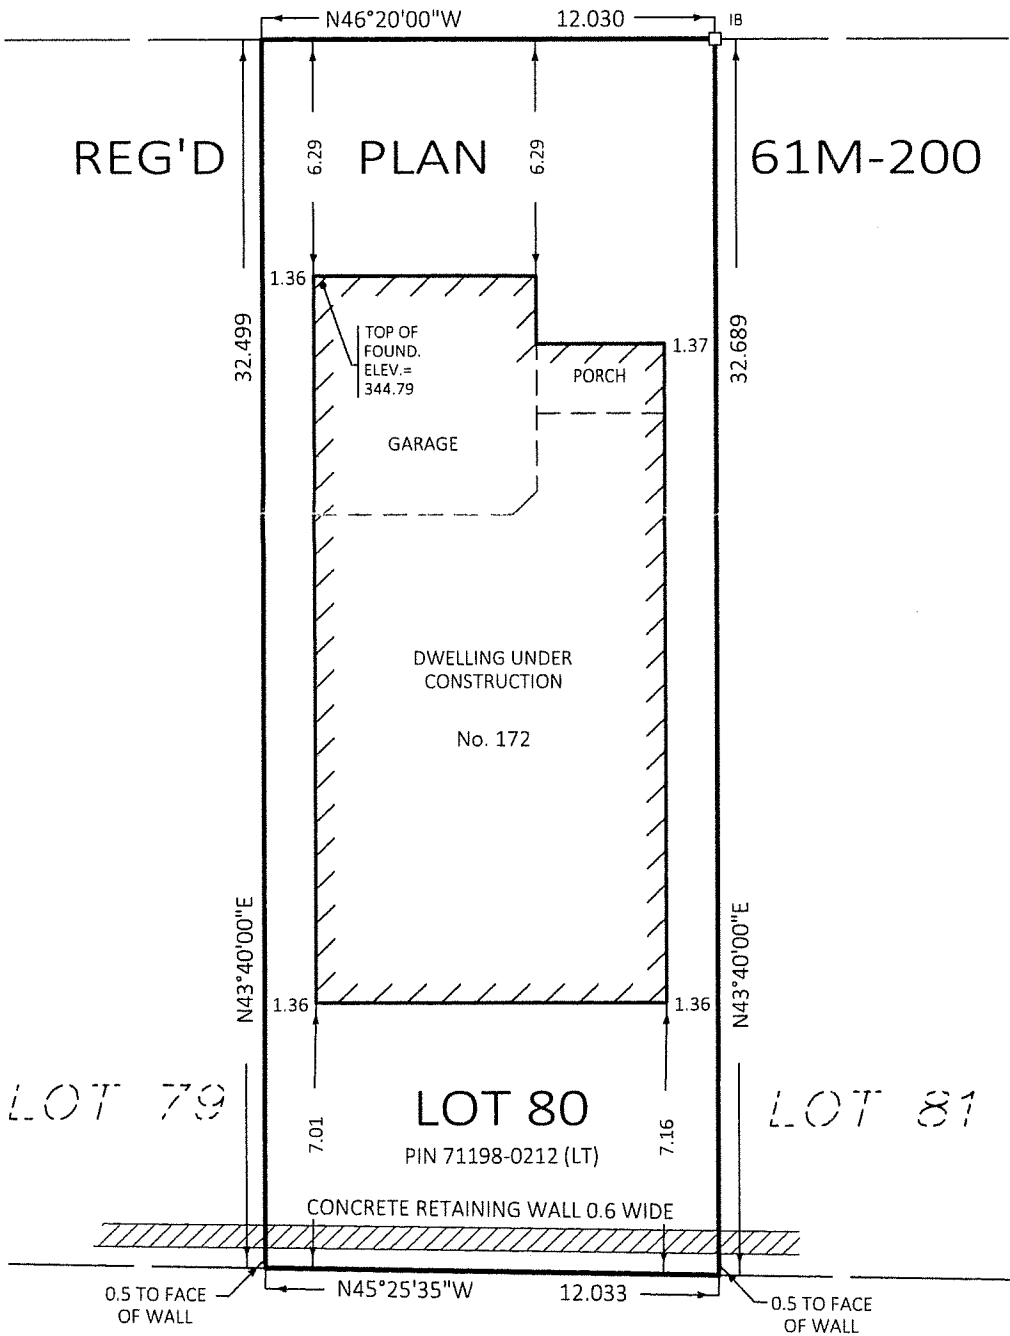 N46°20'00"W 12.030 IB
REG'D PLAN 61M-200
6.29
6.29
1.36
TOP OF
FOUND.
ELEV.=
344.79
32.499
32.689
1.37
PORCH
GARAGE
DWELLING UNDER
CONSTRUCTION
No. 172
N43°40'00"E
N43°40'00"E
1.36
1.36
LOT 79
LOT 80
LOT 81
7.01
7.16
PIN 71198-0212 (LT)
CONCRETE RETAINING WALL 0.6 WIDE
N45°25'35"W 12.033
0.5 TO FACE
OF WALL
0.5 TO FACE
OF WALL